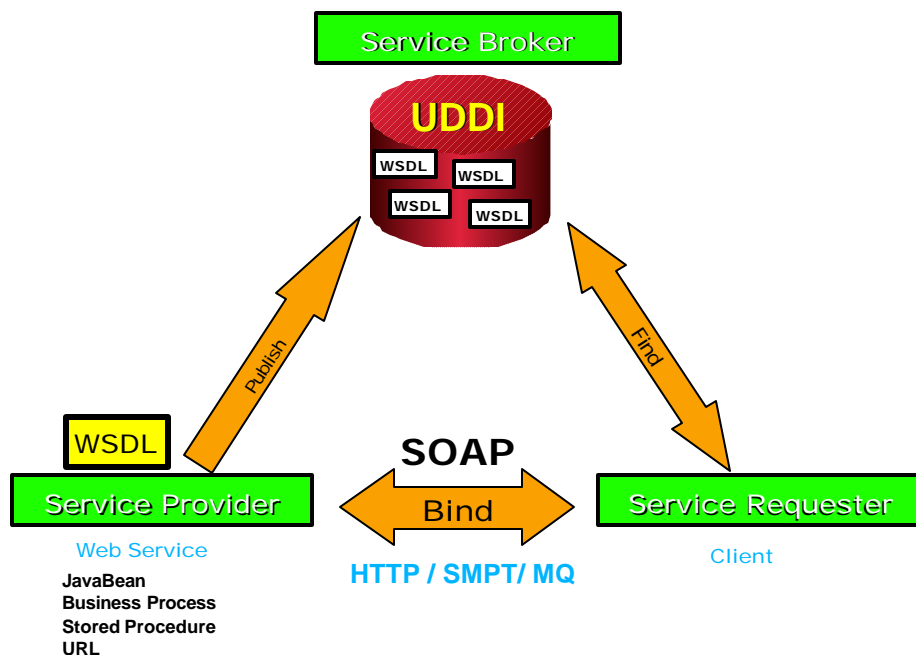 Service Broker
UDDI
WSDL
WSDL
WSDL
WSDL
Publish
Find
WSDL
SOAP
Service Provider
Bind
Service Requester
Web Service
HTTP / SMPT/ MQ
Client
JavaBean
Business Process
Stored Procedure
URL